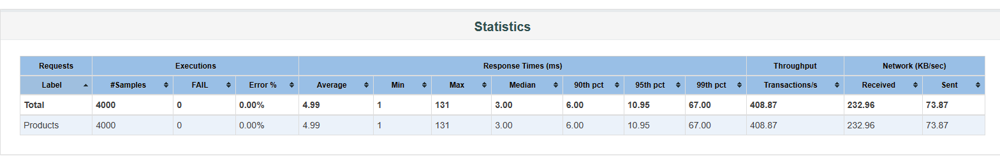 Statistics
Requests Executions Response Times (ms) Throughput Network (KB/sec)
Label #Samples FAIL Error % Average Min Max Median 90th pct 95th pct 99th pct Transactions/s Received Sent
Total 4000 0 0.00% 4.99 1 131 3.00 6.00 10.95 67.00 408.87 232.96 73.87
Products 4000 0 0.00% 4.99 1 131 3.00 6.00 10.95 67.00 408.87 232.96 73.87